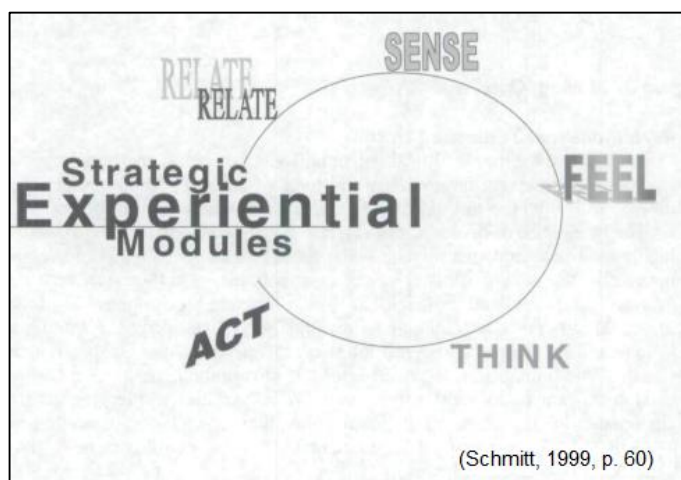 SENSE
RELATE
RELATE
FEEL
Strategic
Experiential
Modules
ACT
THINK
(Schmitt, 1999, p. 60)